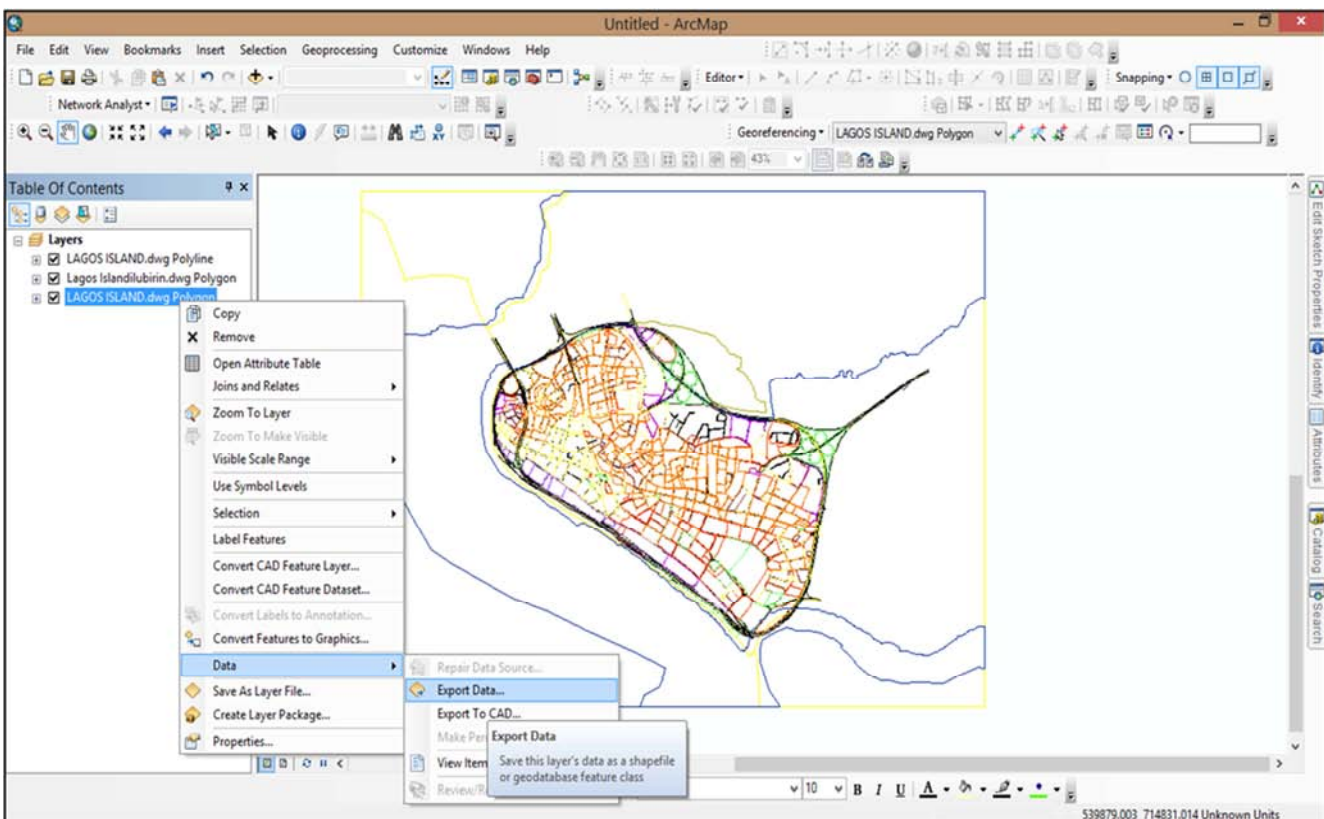 Untitled - ArcMap
File Edit View Bookmarks Insert Selection Geoprocessing Customize Windows Help
Editor Snapping
Network Analyst
Georeferencing LAGOS ISLAND.dwg Polygon
43%
Table Of Contents
Layers
LAGOS ISLAND.dwg Polyline
Lagos Islandilubirin.dwg Polygon
LAGOS ISLAND.dwg Polygon
Copy
Remove
Open Attribute Table
Joins and Relates
Zoom To Layer
Zoom To Make Visible
Visible Scale Range
Use Symbol Levels
Selection
Label Features
Convert CAD Feature Layer...
Convert CAD Feature Dataset...
Convert Labels to Annotation...
Convert Features to Graphics...
Data
Save As Layer File...
Create Layer Package...
Properties...
Repair Data Source...
Export Data...
Export To CAD...
Make Per
View Item
Review/R
Export Data
Save this layer's data as a shapefile
or geodatabase feature class
Edit Sketch Properties
Identify
Attributes
Catalog
Search
10 B I U A
539879.003 714831.014 Unknown Units